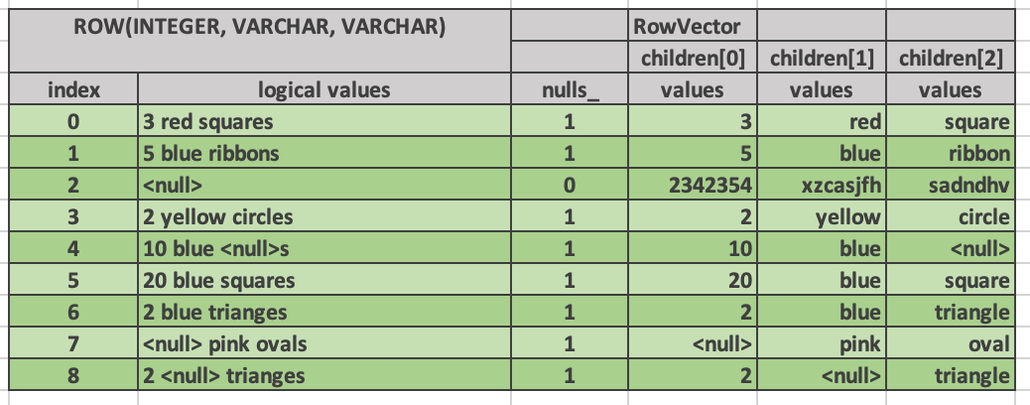 ROW(INTEGER, VARCHAR, VARCHAR) RowVector
children[0] children[1] children[2]
index logical values nulls_ values values values
0 3 red squares 1 3 red square
1 5 blue ribbons 1 5 blue ribbon
2 <null> 0 2342354 xzcasjfh sadndhv
3 2 yellow circles 1 2 yellow circle
4 10 blue <null>s 1 10 blue <null>
5 20 blue squares 1 20 blue square
6 2 blue trianges 1 2 blue triangle
7 <null> pink ovals 1 <null> pink oval
8 2 <null> trianges 1 2 <null> triangle